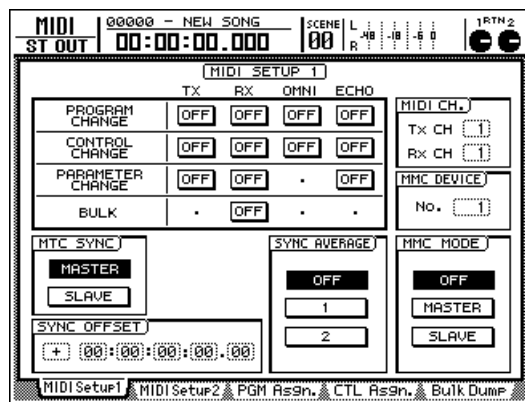 MIDI
ST OUT
00000 - NEW SONG
00:00:00.000
SCENE
00
L
R
-48 -18 -6 0
1 RTN 2
MIDI SETUP 1
TX RX OMNI ECHO
PROGRAM CHANGE OFF OFF OFF OFF
CONTROL CHANGE OFF OFF OFF OFF
PARAMETER CHANGE OFF OFF . OFF
BULK . OFF . .
MIDI CH.
Tx CH 1
Rx CH 1
MMC DEVICE
No. 1
MTC SYNC
MASTER
SLAVE
SYNC OFFSET
+ 00:00:00:00.00
SYNC AVERAGE
OFF
1
2
MMC MODE
OFF
MASTER
SLAVE
MIDI Setup1 MIDI Setup2 PGM Asgn. CTL Asgn. Bulk Dump